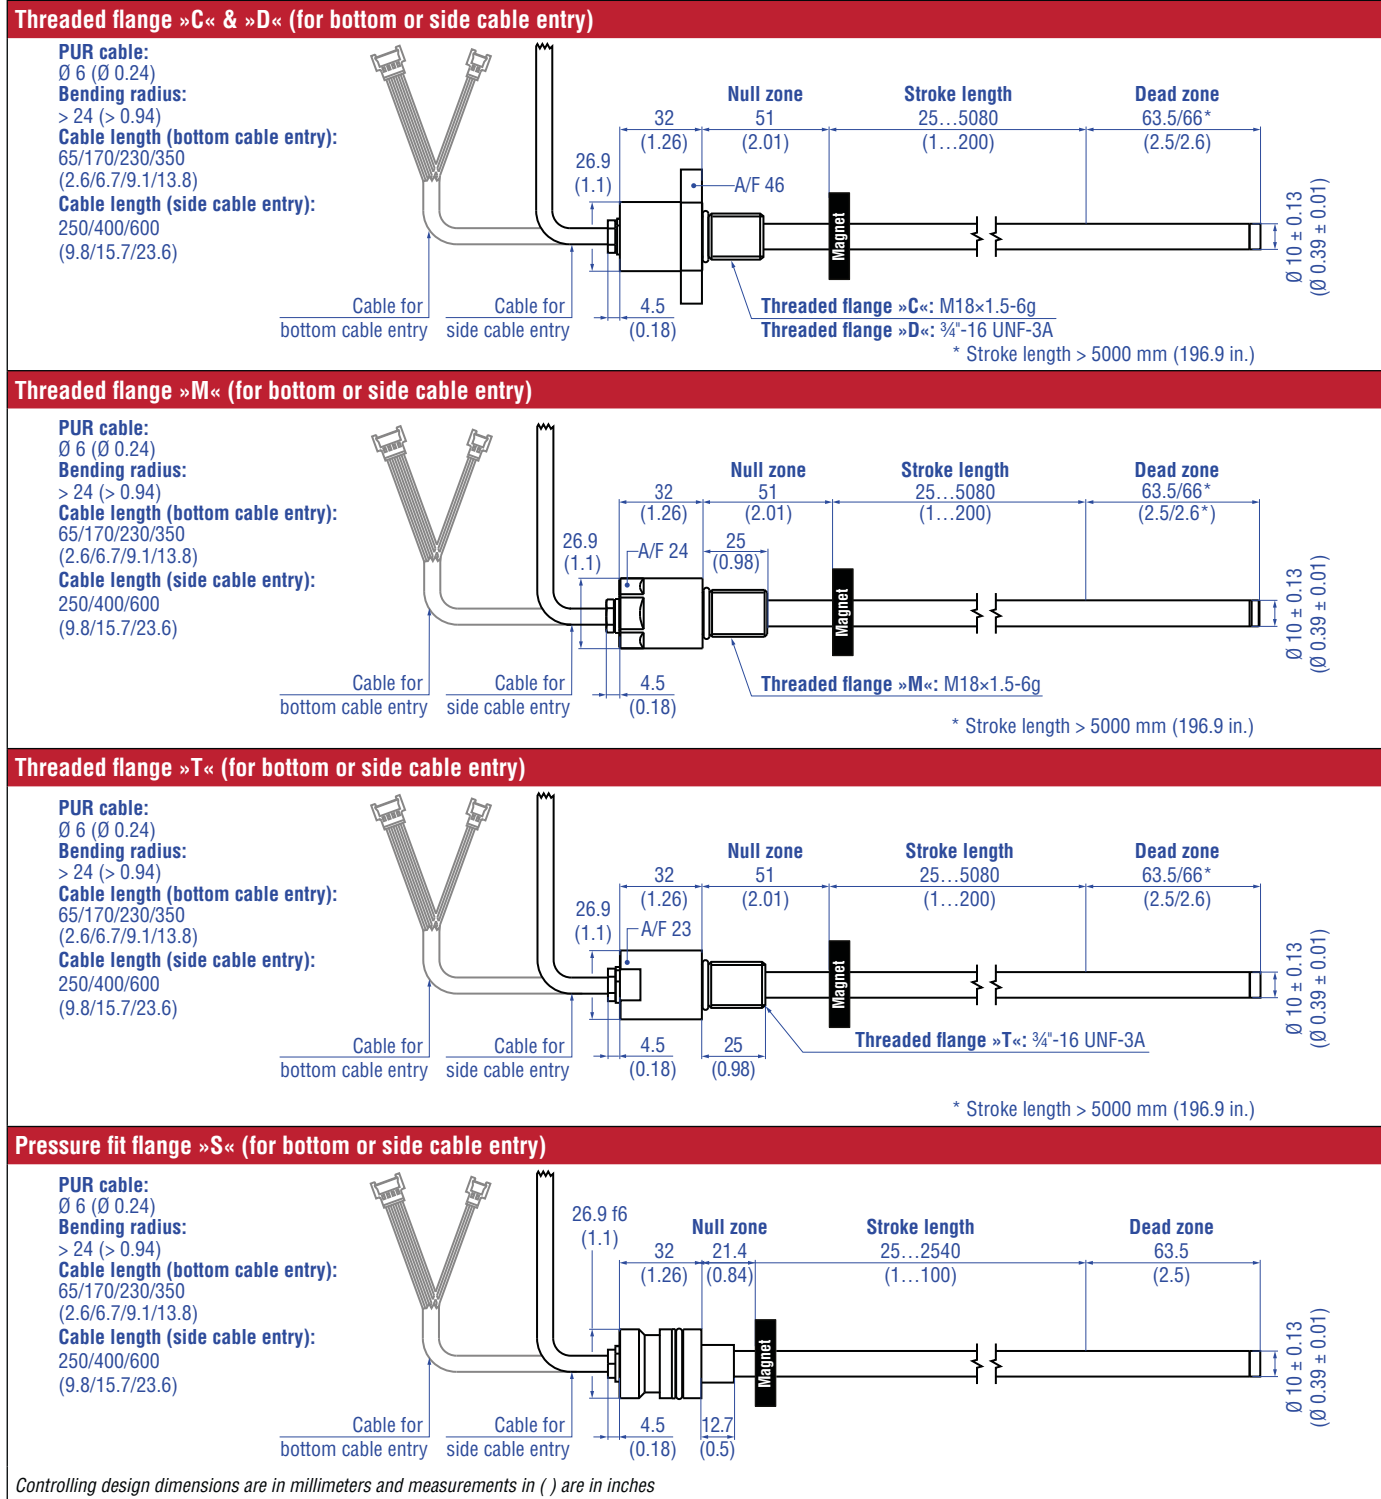 Threaded flange »C« & »D« (for bottom or side cable entry)
PUR cable:
Ø 6 (Ø 0.24)
Bending radius:
> 24 (> 0.94)
Cable length (bottom cable entry):
65/170/230/350
(2.6/6.7/9.1/13.8)
Cable length (side cable entry):
250/400/600
(9.8/15.7/23.6)
Null zone
Stroke length
Dead zone
32
51
25…5080
63.5/66*
(1.26)
(2.01)
(1…200)
(2.5/2.6)
26.9
(1.1)
A/F 46
Magnet
Ø 10 ± 0.13
(Ø 0.39 ± 0.01)
Cable for
bottom cable entry
Cable for
side cable entry
4.5
(0.18)
Threaded flange »C«: M18×1.5-6g
Threaded flange »D«: ¾"-16 UNF-3A
* Stroke length > 5000 mm (196.9 in.)
Threaded flange »M« (for bottom or side cable entry)
PUR cable:
Ø 6 (Ø 0.24)
Bending radius:
> 24 (> 0.94)
Cable length (bottom cable entry):
65/170/230/350
(2.6/6.7/9.1/13.8)
Cable length (side cable entry):
250/400/600
(9.8/15.7/23.6)
Null zone
Stroke length
Dead zone
32
51
25…5080
63.5/66*
(1.26)
(2.01)
(1…200)
(2.5/2.6*)
26.9
(1.1)
A/F 24
25
(0.98)
Magnet
Ø 10 ± 0.13
(Ø 0.39 ± 0.01)
Cable for
bottom cable entry
Cable for
side cable entry
4.5
(0.18)
Threaded flange »M«: M18×1.5-6g
* Stroke length > 5000 mm (196.9 in.)
Threaded flange »T« (for bottom or side cable entry)
PUR cable:
Ø 6 (Ø 0.24)
Bending radius:
> 24 (> 0.94)
Cable length (bottom cable entry):
65/170/230/350
(2.6/6.7/9.1/13.8)
Cable length (side cable entry):
250/400/600
(9.8/15.7/23.6)
Null zone
Stroke length
Dead zone
32
51
25…5080
63.5/66*
(1.26)
(2.01)
(1…200)
(2.5/2.6)
26.9
(1.1)
A/F 23
Magnet
Ø 10 ± 0.13
(Ø 0.39 ± 0.01)
Cable for
bottom cable entry
Cable for
side cable entry
4.5
(0.18)
25
(0.98)
Threaded flange »T«: ¾"-16 UNF-3A
* Stroke length > 5000 mm (196.9 in.)
Pressure fit flange »S« (for bottom or side cable entry)
PUR cable:
Ø 6 (Ø 0.24)
Bending radius:
> 24 (> 0.94)
Cable length (bottom cable entry):
65/170/230/350
(2.6/6.7/9.1/13.8)
Cable length (side cable entry):
250/400/600
(9.8/15.7/23.6)
26.9 f6
(1.1)
Null zone
Stroke length
Dead zone
32
21.4
25…2540
63.5
(1.26)
(0.84)
(1…100)
(2.5)
Magnet
Ø 10 ± 0.13
(Ø 0.39 ± 0.01)
Cable for
bottom cable entry
Cable for
side cable entry
4.5
(0.18)
12.7
(0.5)
Controlling design dimensions are in millimeters and measurements in ( ) are in inches